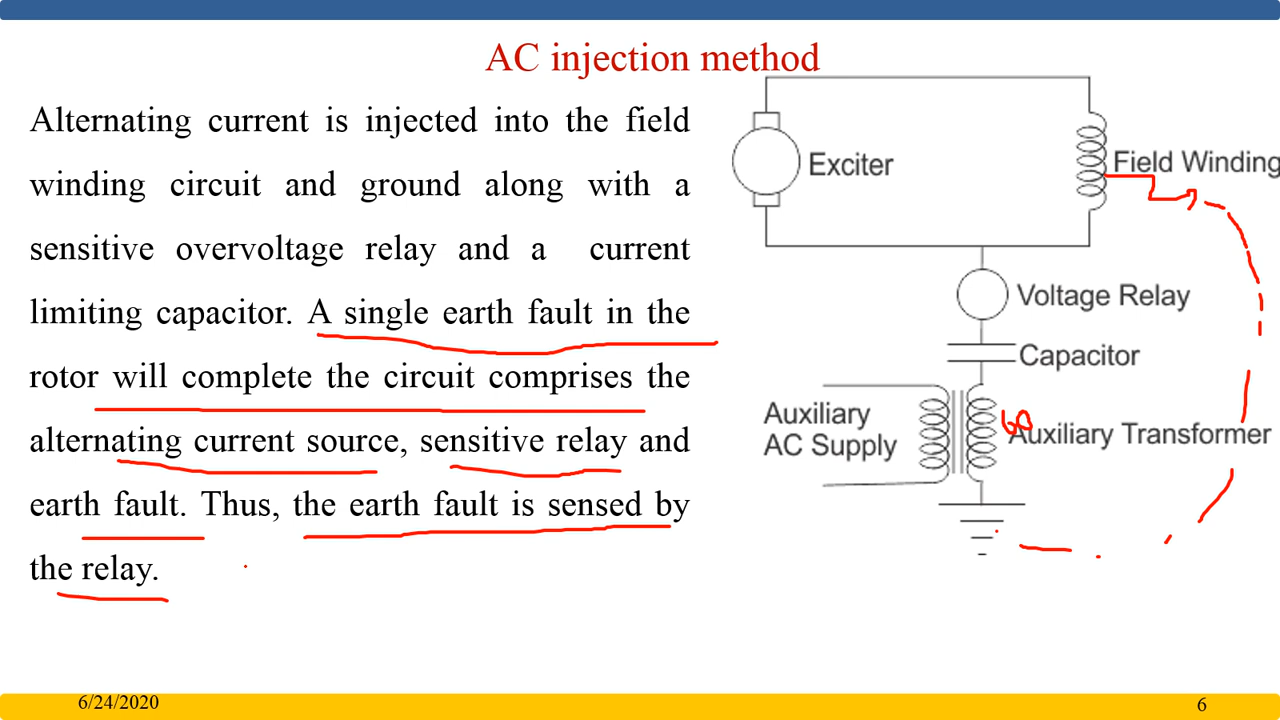 AC injection method
Alternating current is injected into the field
winding circuit and ground along with a
sensitive overvoltage relay and a current
limiting capacitor. A single earth fault in the
rotor will complete the circuit comprises the
alternating current source, sensitive relay and
earth fault. Thus, the earth fault is sensed by
the relay.
Exciter
Field Winding
Voltage Relay
Capacitor
Auxiliary
AC Supply
Auxiliary Transformer
6/24/2020
6